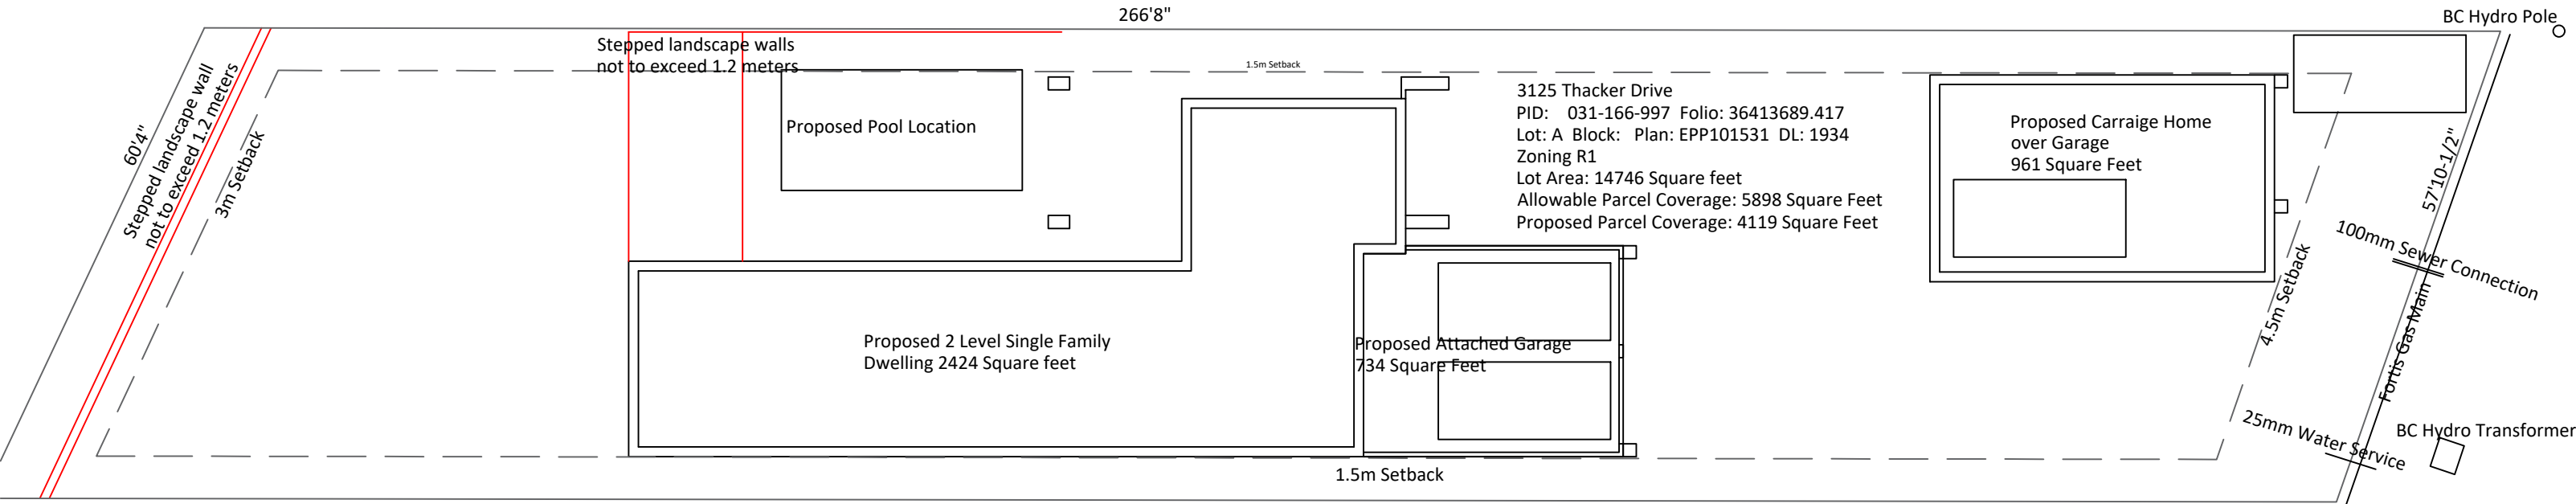 266'8"
BC Hydro Pole
Stepped landscape walls
not to exceed 1.2 meters
1.5m Setback
60'4"
Stepped landscape wall
not to exceed 1.2 meters
3m Setback
Proposed Pool Location
3125 Thacker Drive
PID: 031-166-997 Folio: 36413689.417
Lot: A Block: Plan: EPP101531 DL: 1934
Zoning R1
Lot Area: 14746 Square feet
Allowable Parcel Coverage: 5898 Square Feet
Proposed Parcel Coverage: 4119 Square Feet
Proposed Carraige Home
over Garage
961 Square Feet
57'10-1/2"
100mm Sewer Connection
4.5m Setback
Fortis Gas Main
Proposed 2 Level Single Family
Dwelling 2424 Square feet
Proposed Attached Garage
734 Square Feet
25mm Water Service
BC Hydro Transformer
1.5m Setback